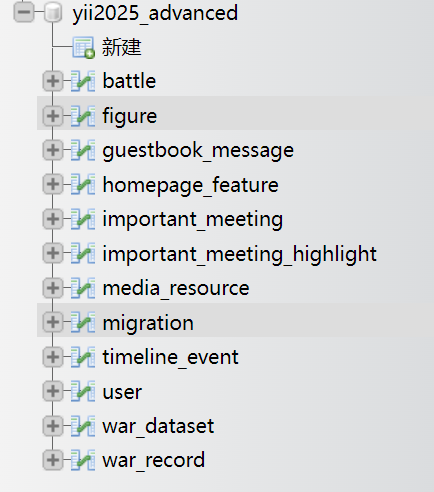 yii2025_advanced
新建
battle
figure
guestbook_message
homepage_feature
important_meeting
important_meeting_highlight
media_resource
migration
timeline_event
user
war_dataset
war_record